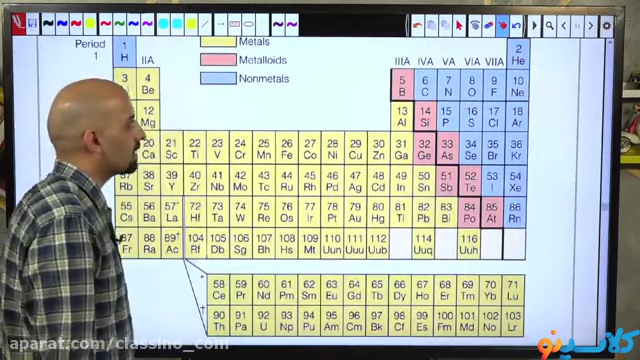 Period 1 IIA Metals
1 H Metalloids IIIA IVA VA VIA VIIA 2 He
Nonmetals
3 4 Be 5 B 6 C 7 N 8 O 9 F 10 Ne
12 Mg 13 Al 14 Si 15 P 16 S 17 Cl 18 Ar
20 Ca 21 Sc 22 Ti 23 V 24 Cr 25 Mn 26 Fe 27 Co 28 Ni 29 Cu 30 Zn 31 Ga 32 Ge 33 As 34 Se 35 Br 36 Kr
37 Rb 38 Sr 39 Y 40 Zr 41 Nb 42 Mo 43 Tc 44 Ru 45 Rh 46 Pd 47 Ag 48 Cd 49 In 50 Sn 51 Sb 52 Te 53 I 54 Xe
55 Cs 56 Ba 57* La 72 Hf 73 Ta 74 W 75 Re 76 Os 77 Ir 78 Pt 79 Au 80 Hg 81 Tl 82 Pb 83 Bi 84 Po 85 At 86 Rn
87 Fr 88 Ra 89† Ac 104 Rf 105 Db 106 Sg 107 Bh 108 Hs 109 Mt 110 Uun 111 Uuu 112 Uub 114 Uuq 116 Uuh
* 58 Ce 59 Pr 60 Nd 61 Pm 62 Sm 63 Eu 64 Gd 65 Tb 66 Dy 67 Ho 68 Er 69 Tm 70 Yb 71 Lu
† 90 Th 91 Pa 92 U 93 Np 94 Pu 95 Am 96 Cm 97 Bk 98 Cf 99 Es 100 Fm 101 Md 102 No 103 Lr
aparat.com/classino_com
کلاسینو